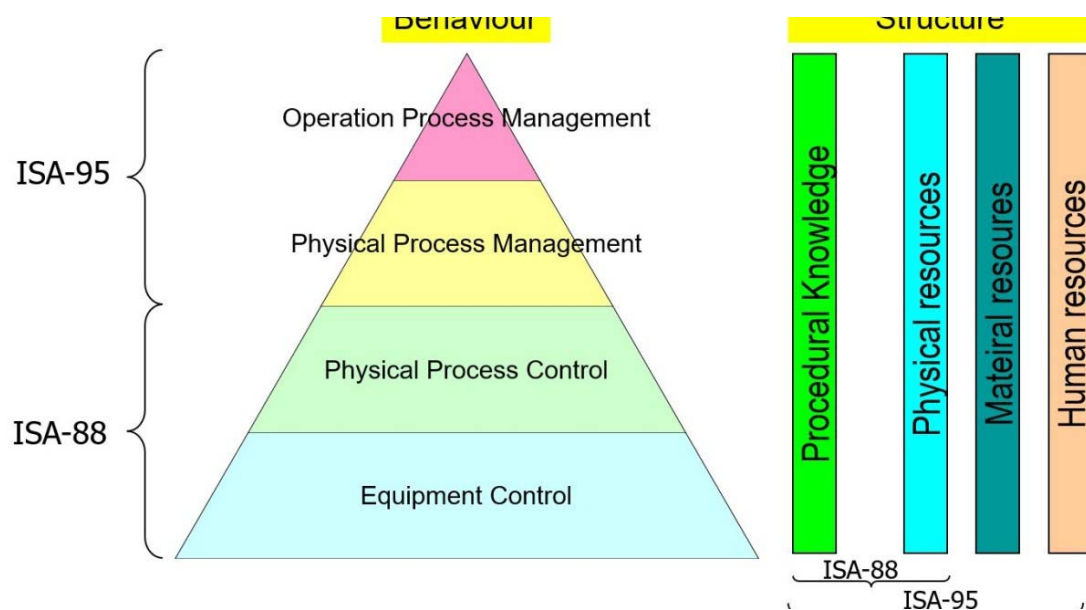 Behaviour
Structure
ISA-95
Operation Process Management
Physical Process Management
ISA-88
Physical Process Control
Equipment Control
Procedural Knowledge
Physical resources
Mateiral resoures
Human resources
ISA-88
ISA-95